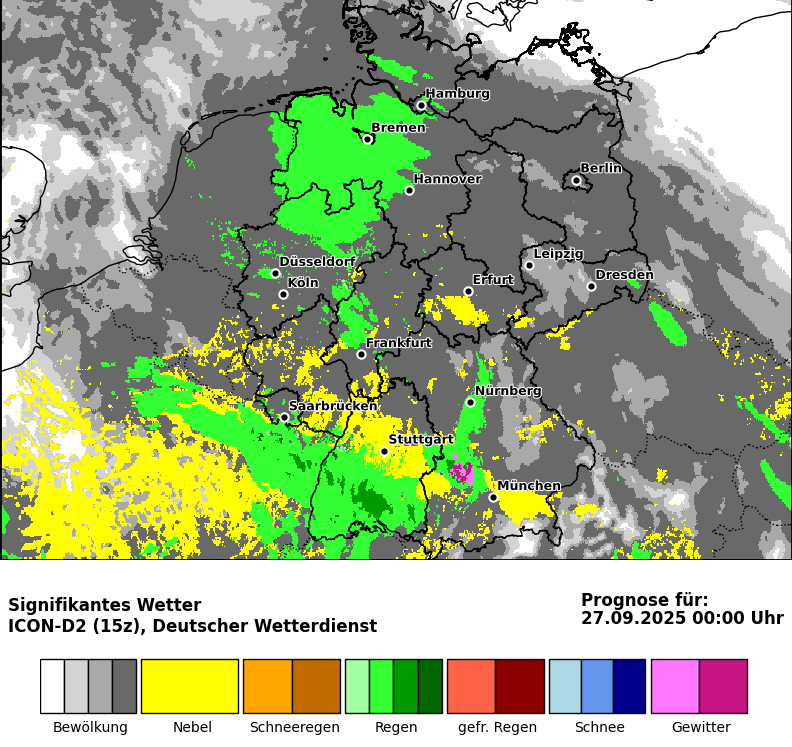 Hamburg
Bremen
Berlin
Hannover
Leipzig
Düsseldorf
Dresden
Köln
Erfurt
Frankfurt
Nürnberg
Saarbrücken
Stuttgart
München
Signifikantes Wetter
ICON-D2 (15z), Deutscher Wetterdienst
Prognose für:
27.09.2025 00:00 Uhr
Bewölkung Nebel Schneeregen Regen gefr. Regen Schnee Gewitter